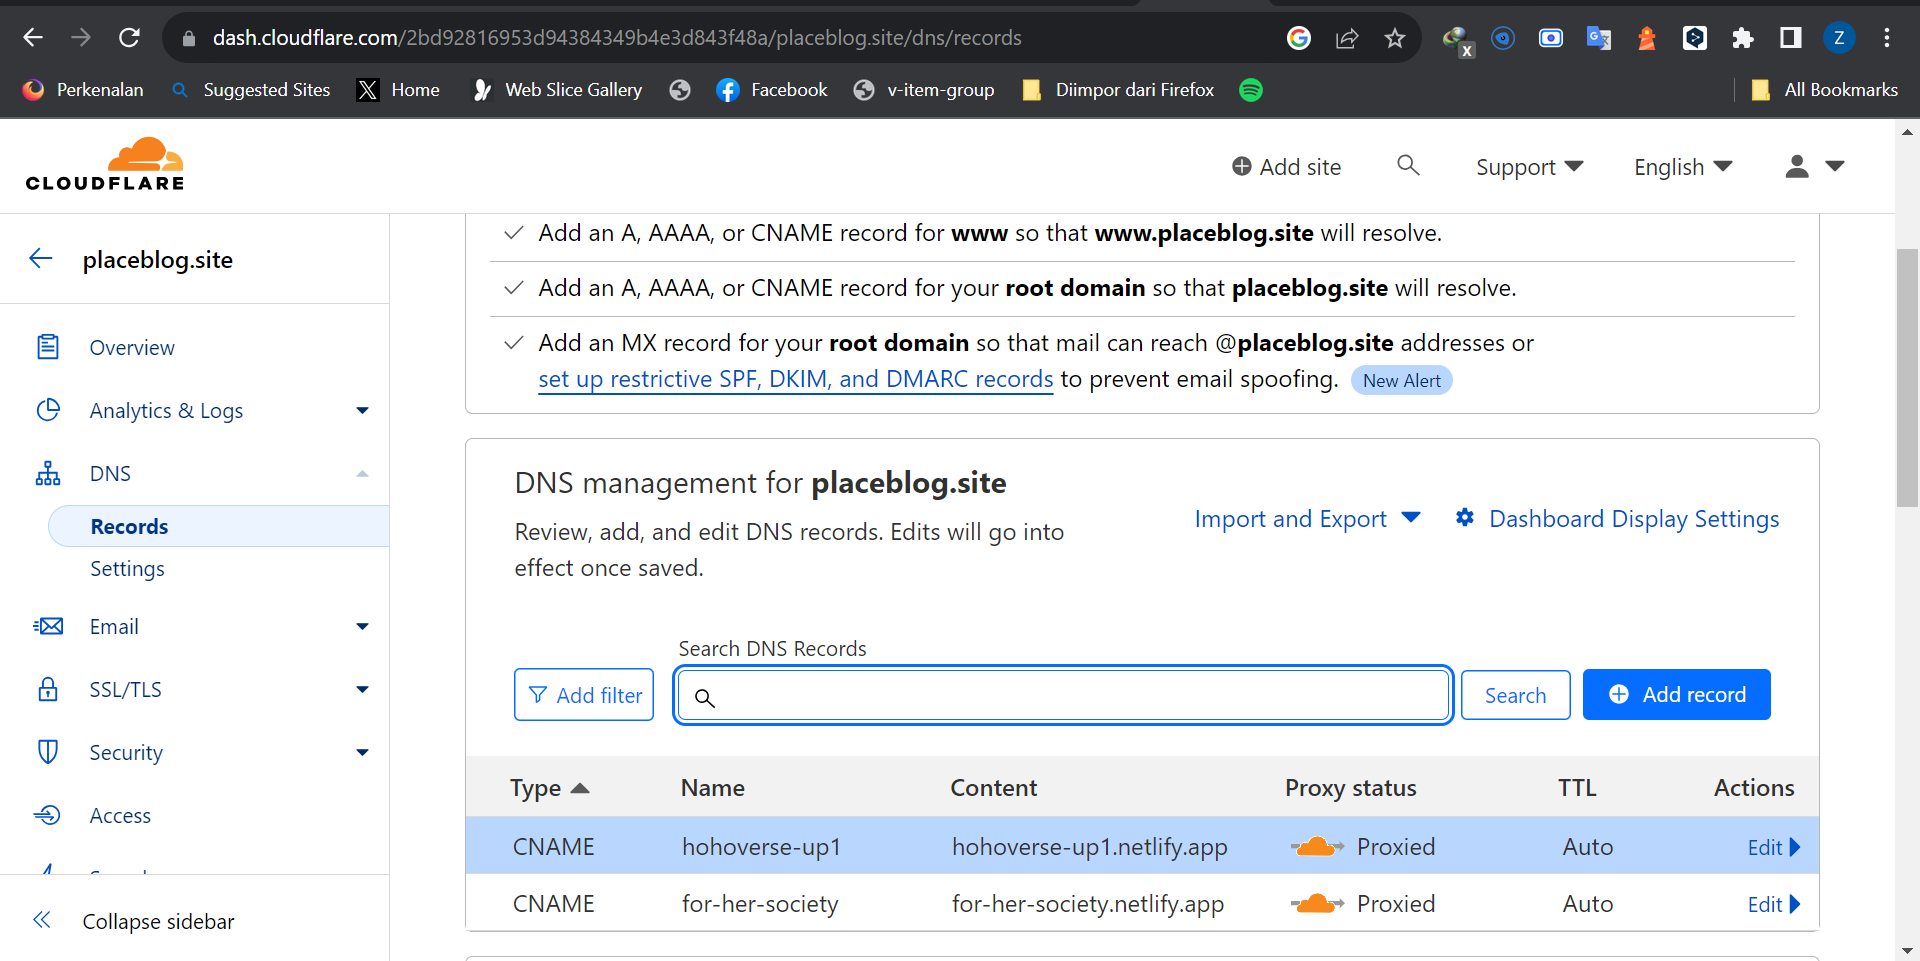 dash.cloudflare.com/2bd92816953d94384349b4e3d843f48a/placeblog.site/dns/records
x
Z
Perkenalan
Suggested Sites
Home
Web Slice Gallery
Facebook
v-item-group
Diimpor dari Firefox
All Bookmarks
CLOUDFLARE
Add site
Support
English
placeblog.site
Overview
Analytics & Logs
DNS
Records
Settings
Email
SSL/TLS
Security
Access
Collapse sidebar
Add an A, AAAA, or CNAME record for www so that www.placeblog.site will resolve.
Add an A, AAAA, or CNAME record for your root domain so that placeblog.site will resolve.
Add an MX record for your root domain so that mail can reach @placeblog.site addresses or
set up restrictive SPF, DKIM, and DMARC records to prevent email spoofing. New Alert
DNS management for placeblog.site
Review, add, and edit DNS records. Edits will go into
effect once saved.
Import and Export
Dashboard Display Settings
Search DNS Records
Add filter
Search
Add record
Type Name Content Proxy status TTL Actions
CNAME hohoverse-up1 hohoverse-up1.netlify.app Proxied Auto Edit
CNAME for-her-society for-her-society.netlify.app Proxied Auto Edit